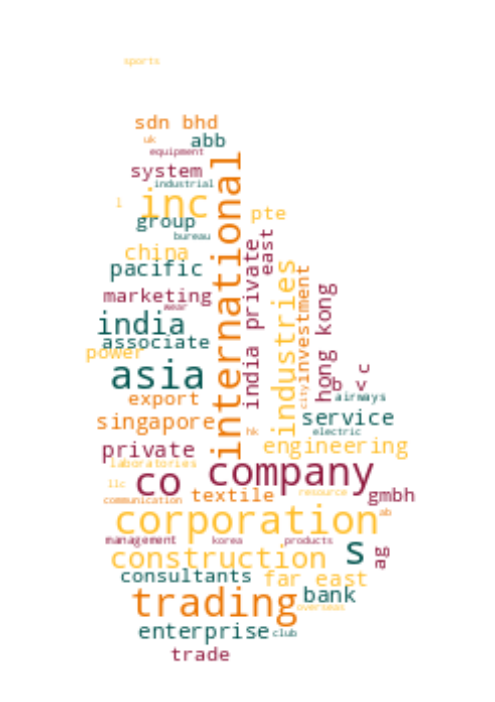 sports
sdn bhd
uk
abb
equipment
system
industrial
l
inc
group
pte
bureau
international
east
china
pacific
india private
industries
investment
hong kong
marketing
wear
india
associate
power
asia
c
b v
city
airways
export
singapore
service
hk
electric
private
engineering
laboratories
company
llc
co
communication
textile
resource
gmbh
corporation
ab
management
korea
products
construction
s
ag
consultants
far east
bank
trading
overseas
enterprise
club
trade